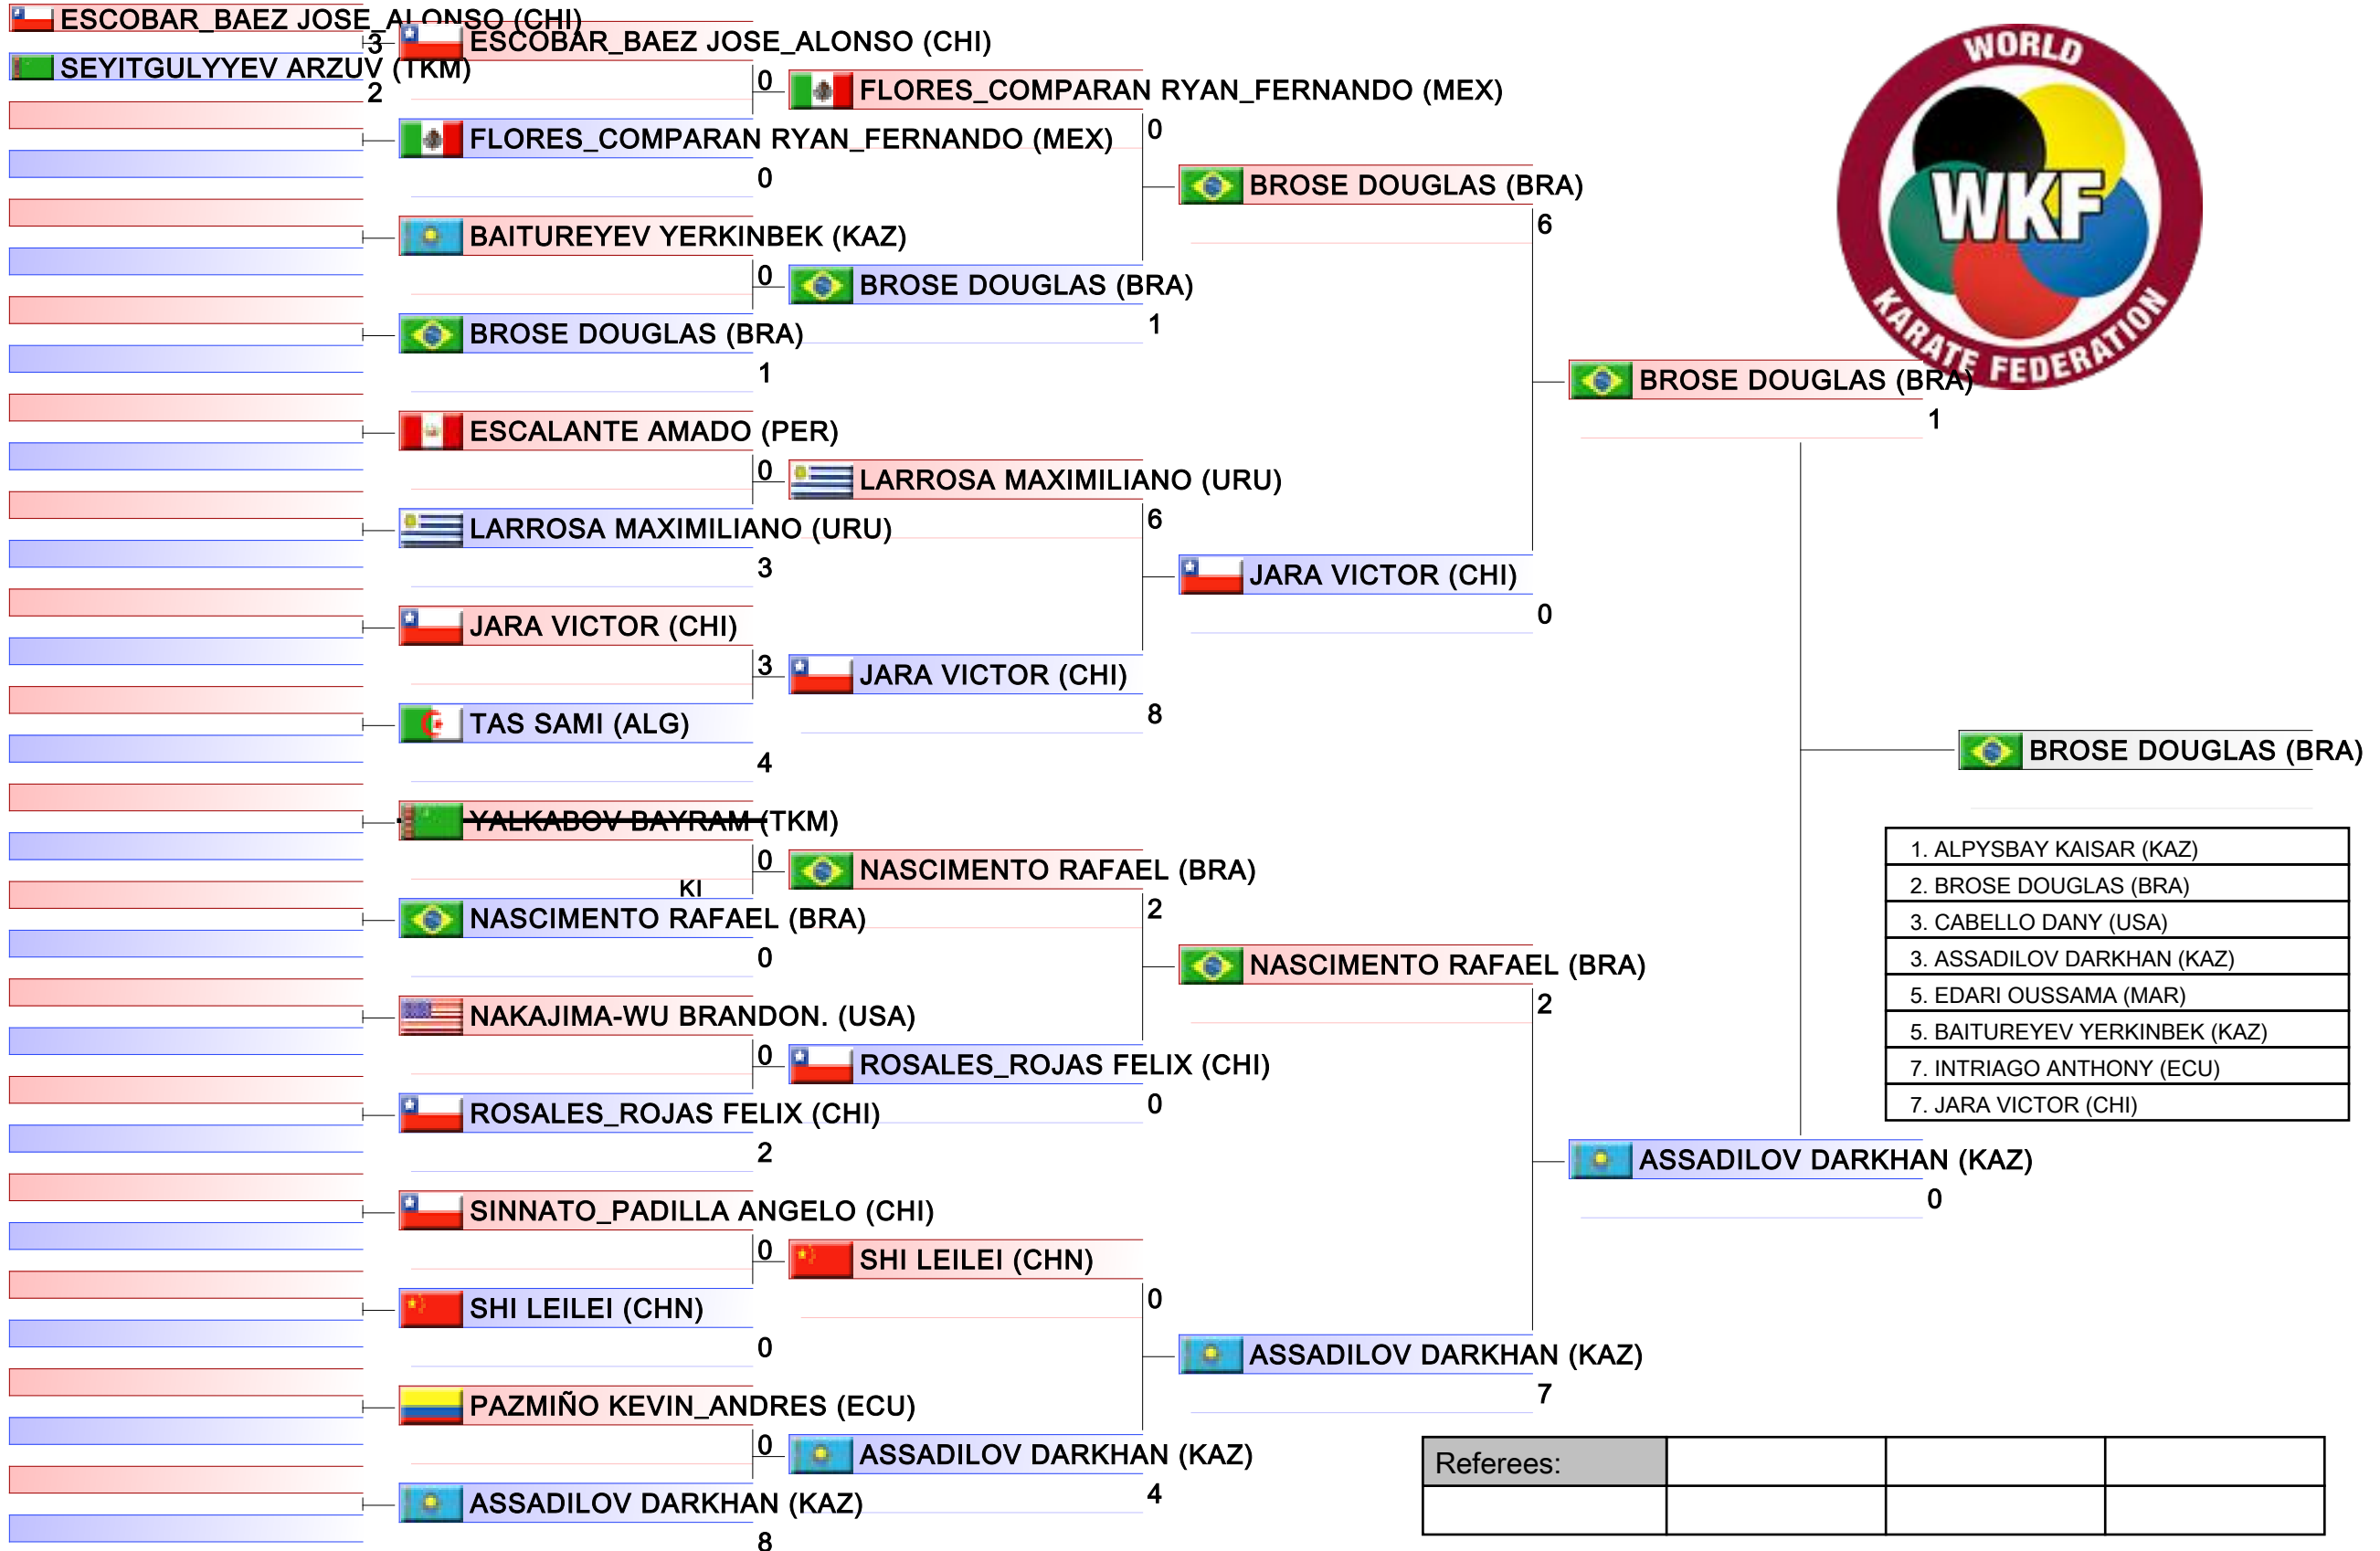 ESCOBAR_BAEZ JOSE_ALONSO (CHI)
3
SEYITGULYYEV ARZUV (TKM)
2
ESCOBAR_BAEZ JOSE_ALONSO (CHI)
0
FLORES_COMPARAN RYAN_FERNANDO (MEX)
0
BAITUREYEV YERKINBEK (KAZ)
0
BROSE DOUGLAS (BRA)
1
ESCALANTE AMADO (PER)
0
LARROSA MAXIMILIANO (URU)
3
JARA VICTOR (CHI)
3
TAS SAMI (ALG)
4
YALKABOV BAYRAM (TKM)
0
KI
NASCIMENTO RAFAEL (BRA)
0
NAKAJIMA-WU BRANDON. (USA)
0
ROSALES_ROJAS FELIX (CHI)
2
SINNATO_PADILLA ANGELO (CHI)
0
SHI LEILEI (CHN)
0
PAZMIÑO KEVIN_ANDRES (ECU)
0
ASSADILOV DARKHAN (KAZ)
8
FLORES_COMPARAN RYAN_FERNANDO (MEX)
0
BROSE DOUGLAS (BRA)
1
LARROSA MAXIMILIANO (URU)
6
JARA VICTOR (CHI)
8
NASCIMENTO RAFAEL (BRA)
2
ROSALES_ROJAS FELIX (CHI)
0
SHI LEILEI (CHN)
0
ASSADILOV DARKHAN (KAZ)
4
BROSE DOUGLAS (BRA)
6
JARA VICTOR (CHI)
0
NASCIMENTO RAFAEL (BRA)
2
ASSADILOV DARKHAN (KAZ)
7
BROSE DOUGLAS (BRA)
1
ASSADILOV DARKHAN (KAZ)
0
BROSE DOUGLAS (BRA)
WORLD
WKF
KARATE FEDERATION
1. ALPYSBAY KAISAR (KAZ)
2. BROSE DOUGLAS (BRA)
3. CABELLO DANY (USA)
3. ASSADILOV DARKHAN (KAZ)
5. EDARI OUSSAMA (MAR)
5. BAITUREYEV YERKINBEK (KAZ)
7. INTRIAGO ANTHONY (ECU)
7. JARA VICTOR (CHI)
Referees: